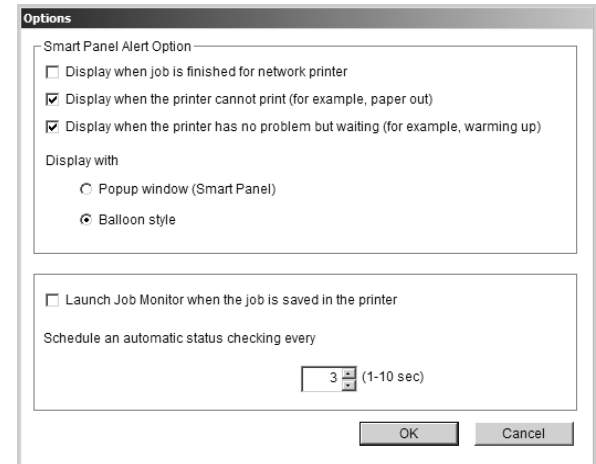 Options
Smart Panel Alert Option
Display when job is finished for network printer
Display when the printer cannot print (for example, paper out)
Display when the printer has no problem but waiting (for example, warming up)
Display with
Popup window (Smart Panel)
Balloon style
Launch Job Monitor when the job is saved in the printer
Schedule an automatic status checking every
3 (1-10 sec)
OK Cancel